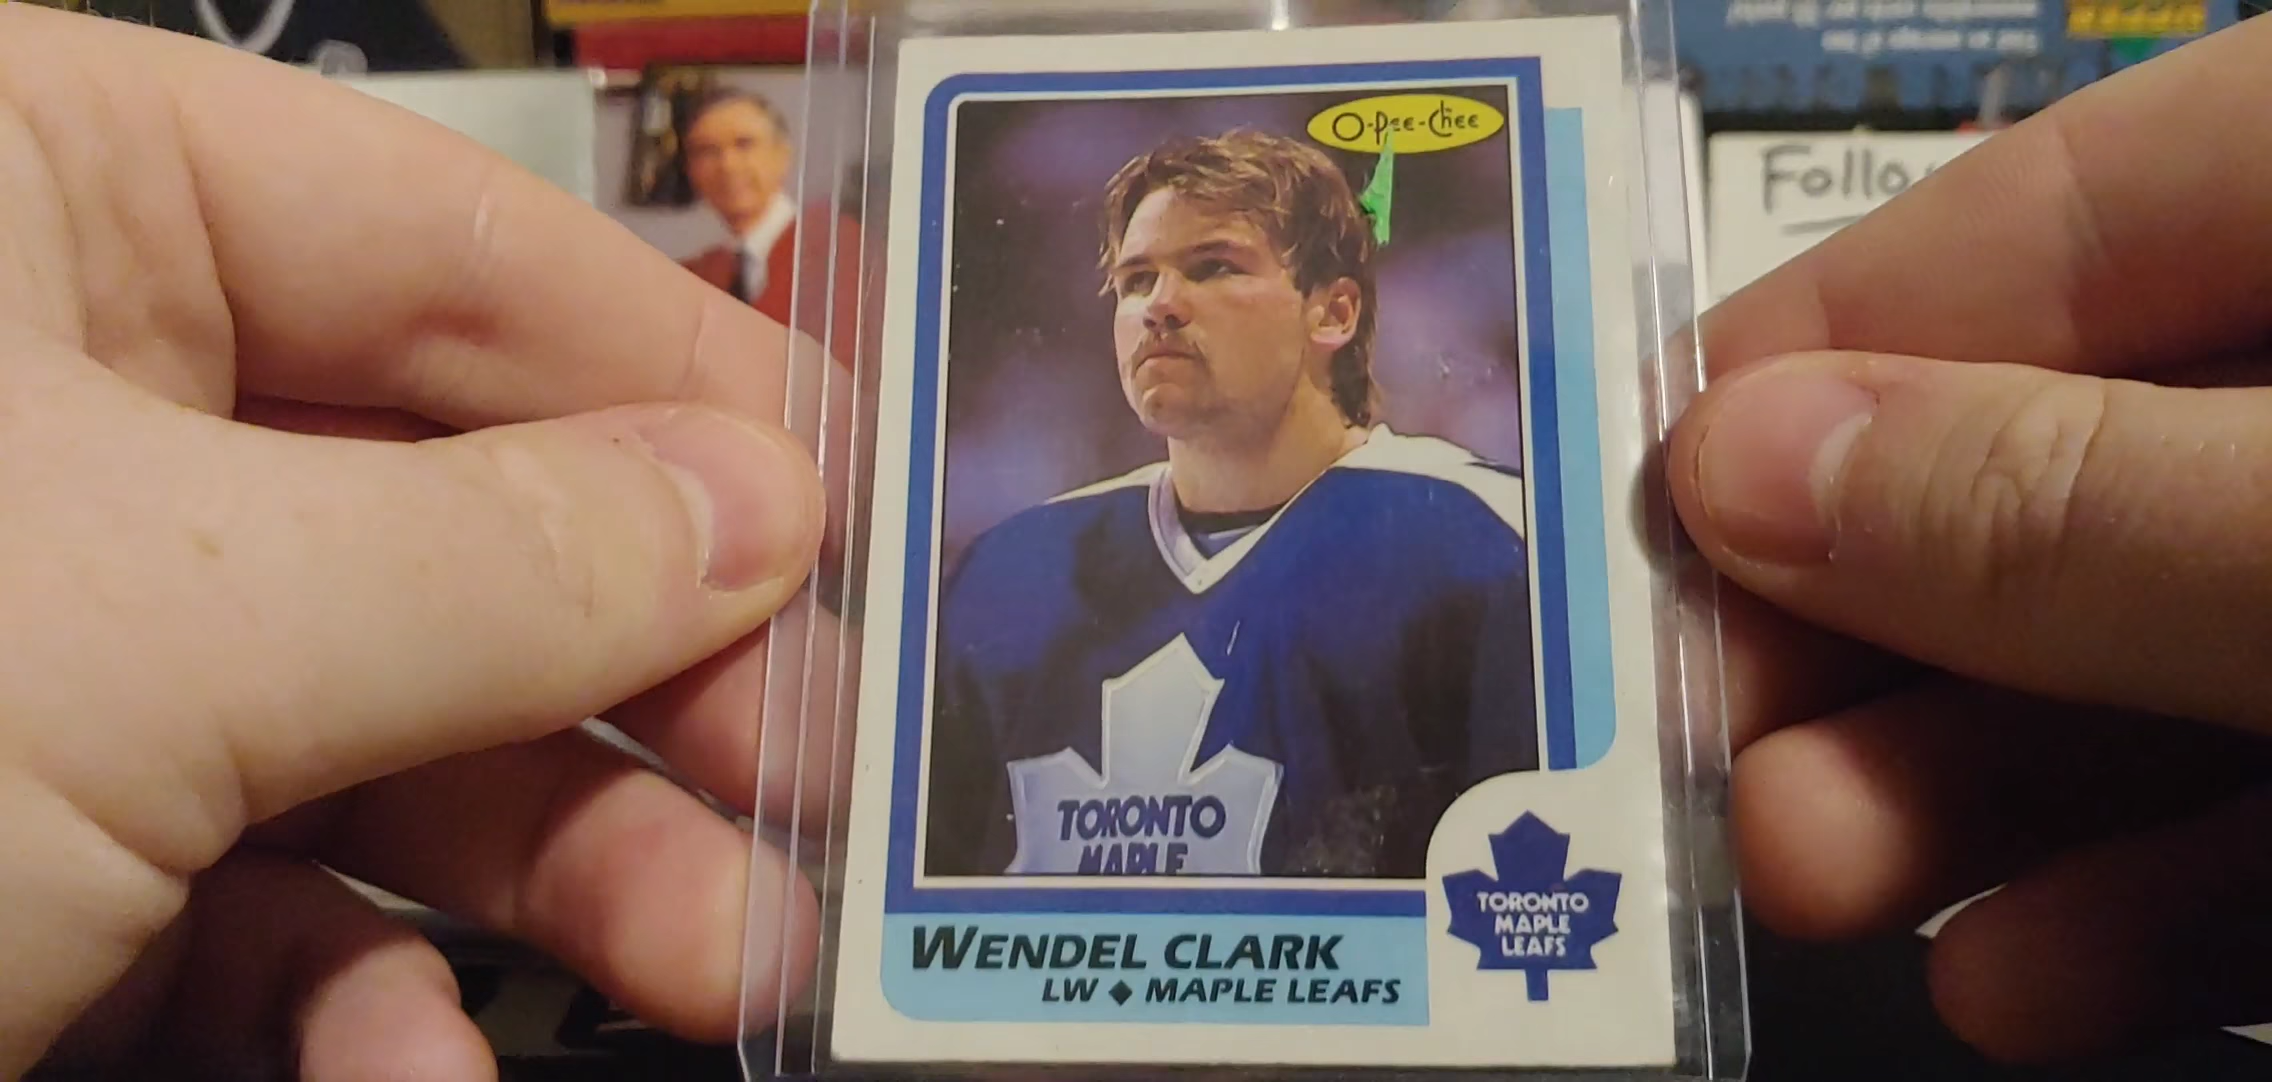 O-Pee-Chee
Follo
TORONTO
MAPLE
WENDEL CLARK
LW ◆ MAPLE LEAFS
TORONTO
MAPLE
LEAFS